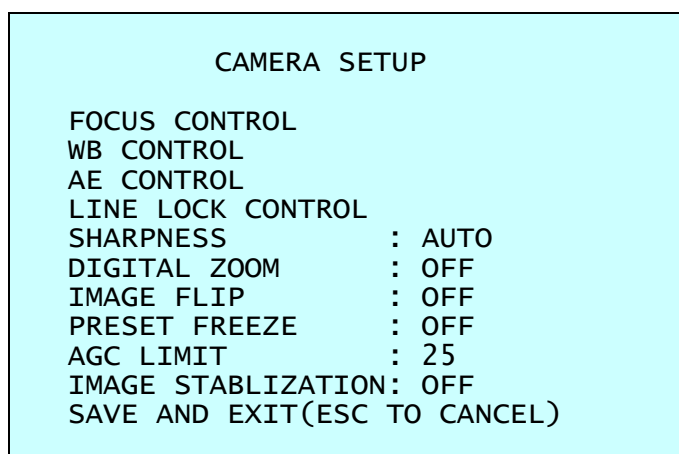 CAMERA SETUP
FOCUS CONTROL
WB CONTROL
AE CONTROL
LINE LOCK CONTROL
SHARPNESS : AUTO
DIGITAL ZOOM : OFF
IMAGE FLIP : OFF
PRESET FREEZE : OFF
AGC LIMIT : 25
IMAGE STABLIZATION: OFF
SAVE AND EXIT(ESC TO CANCEL)